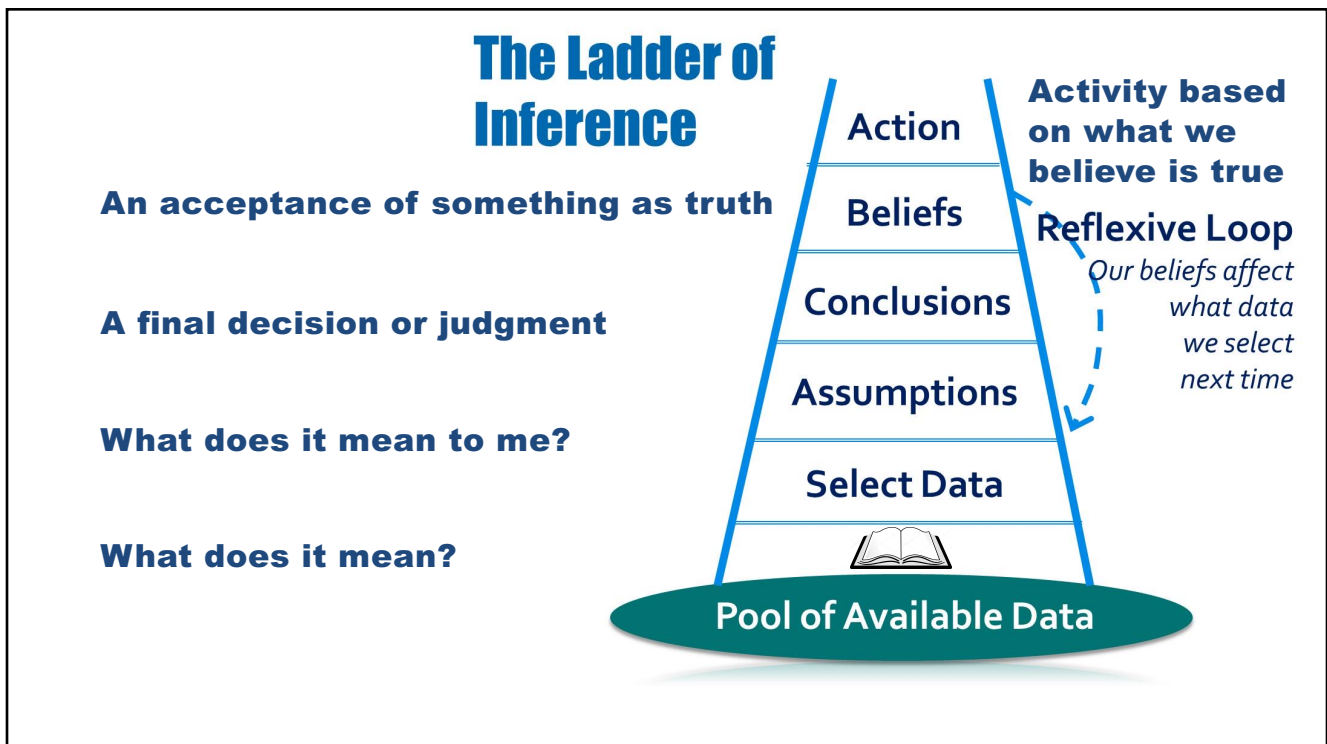 The Ladder of
Inference
Action
Activity based
on what we
believe is true
An acceptance of something as truth
Beliefs
Reflexive Loop
Our beliefs affect
what data
we select
next time
A final decision or judgment
Conclusions
Assumptions
What does it mean to me?
Select Data
What does it mean?
Pool of Available Data